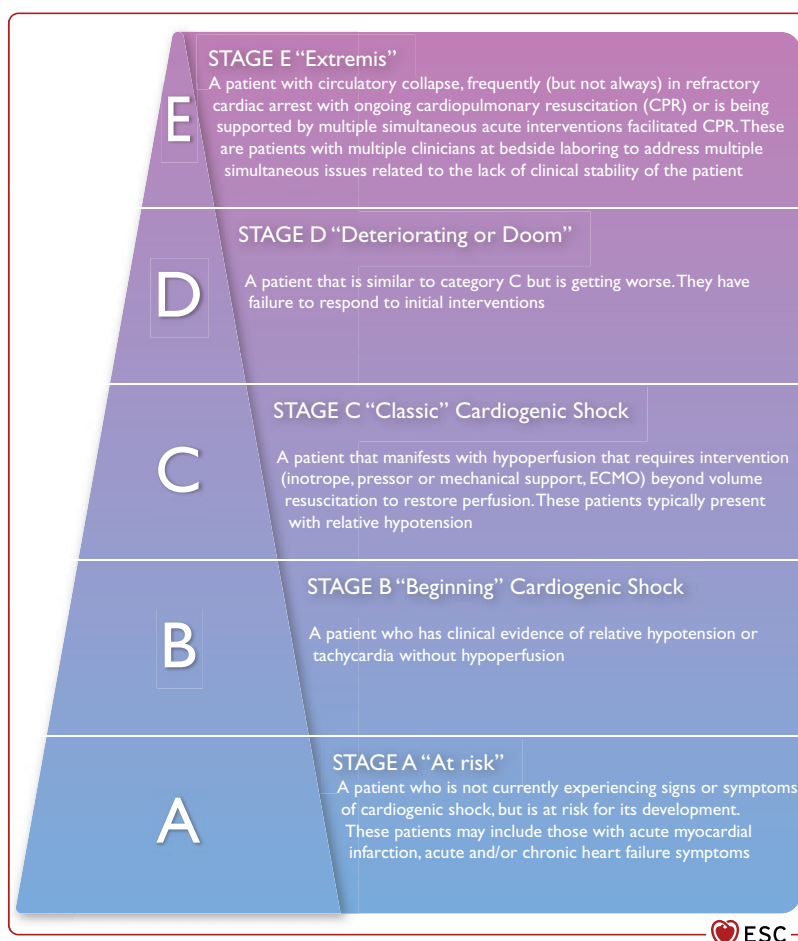 STAGE E “Extremis”
A patient with circulatory collapse, frequently (but not always) in refractory
cardiac arrest with ongoing cardiopulmonary resuscitation (CPR) or is being
supported by multiple simultaneous acute interventions facilitated CPR. These
are patients with multiple clinicians at bedside laboring to address multiple
simultaneous issues related to the lack of clinical stability of the patient
E
STAGE D “Deteriorating or Doom”
A patient that is similar to category C but is getting worse. They have
failure to respond to initial interventions
D
STAGE C “Classic” Cardiogenic Shock
A patient that manifests with hypoperfusion that requires intervention
(inotrope, pressor or mechanical support, ECMO) beyond volume
resuscitation to restore perfusion. These patients typically present
with relative hypotension
C
STAGE B “Beginning” Cardiogenic Shock
A patient who has clinical evidence of relative hypotension or
tachycardia without hypoperfusion
B
STAGE A “At risk”
A patient who is not currently experiencing signs or symptoms
of cardiogenic shock, but is at risk for its development.
These patients may include those with acute myocardial
infarction, acute and/or chronic heart failure symptoms
A
ESC